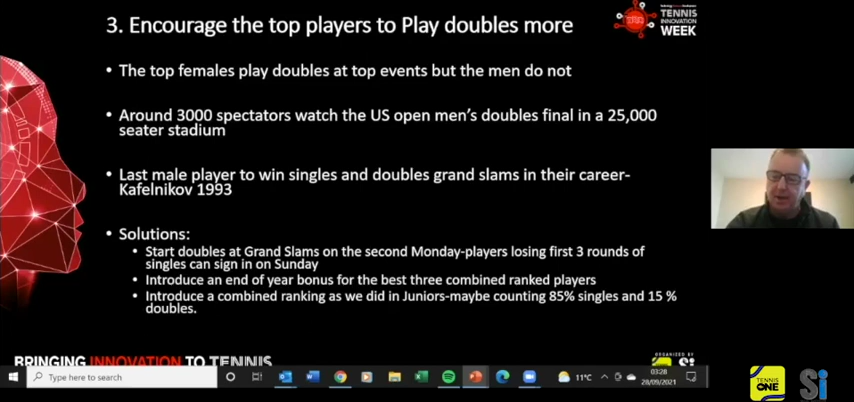 3. Encourage the top players to Play doubles more
TENNIS
INNOVATION
WEEK
• The top females play doubles at top events but the men do not
• Around 3000 spectators watch the US open men's doubles final in a 25,000
seater stadium
• Last male player to win singles and doubles grand slams in their career-
Kafelnikov 1993
• Solutions:
• Start doubles at Grand Slams on the second Monday-players losing first 3 rounds of
singles can sign in on Sunday
• Introduce an end of year bonus for the best three combined ranked players
• Introduce a combined ranking as we did in Juniors-maybe counting 85% singles and 15 %
doubles.
BRINGING INNOVATION TO TENNIS
ORGANIZED BY
Type here to search
11°C
03:28
28/09/2021
TENNIS
ONE
Si